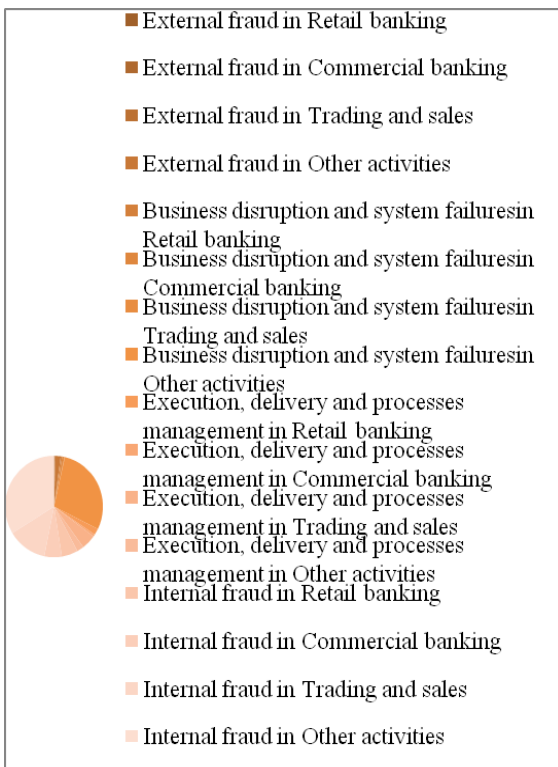 External fraud in Retail banking
External fraud in Commercial banking
External fraud in Trading and sales
External fraud in Other activities
Business disruption and system failuresin
Retail banking
Business disruption and system failuresin
Commercial banking
Business disruption and system failuresin
Trading and sales
Business disruption and system failuresin
Other activities
Execution, delivery and processes
management in Retail banking
Execution, delivery and processes
management in Commercial banking
Execution, delivery and processes
management in Trading and sales
Execution, delivery and processes
management in Other activities
Internal fraud in Retail banking
Internal fraud in Commercial banking
Internal fraud in Trading and sales
Internal fraud in Other activities